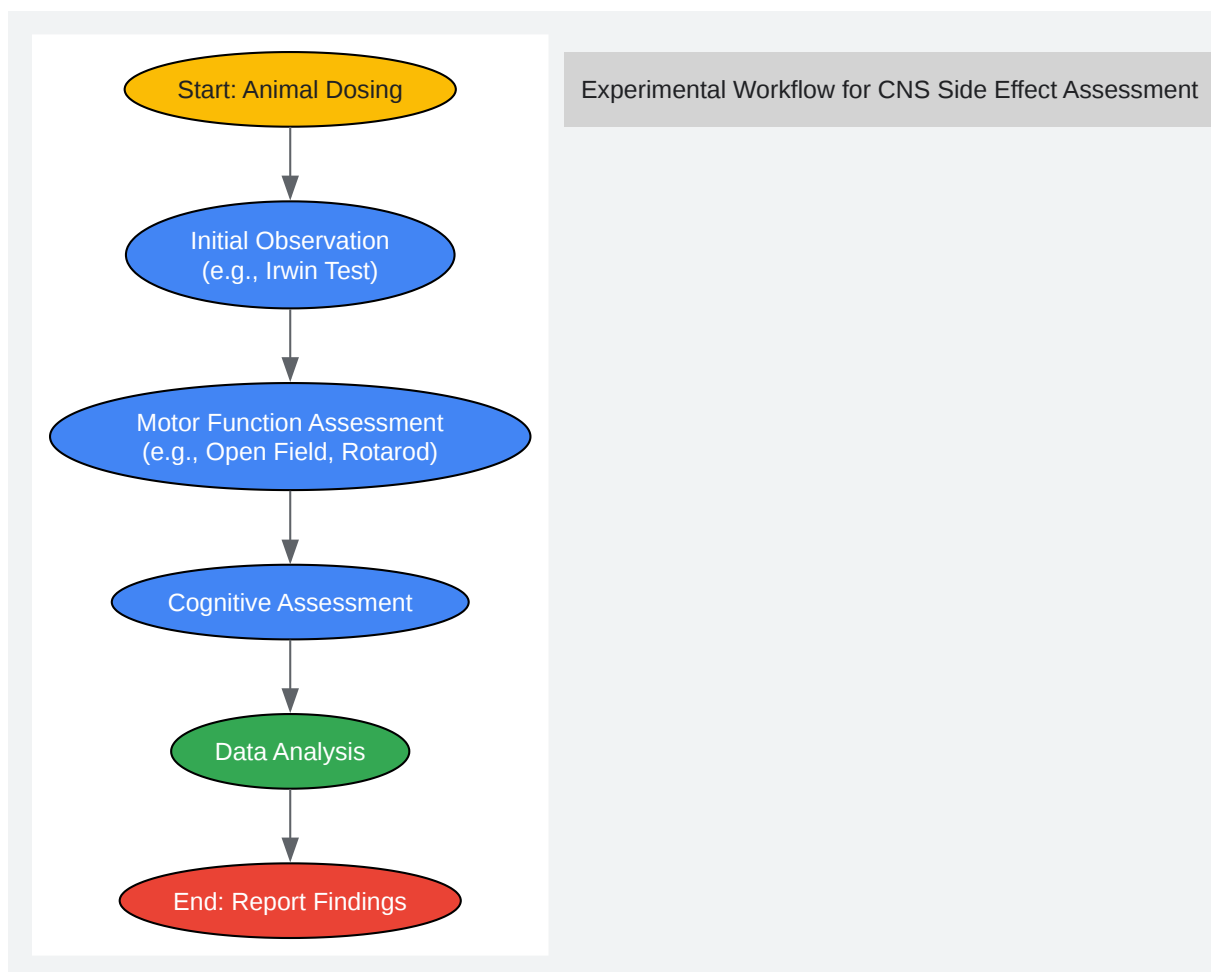 Start: Animal Dosing
Experimental Workflow for CNS Side Effect Assessment
Initial Observation
(e.g., Irwin Test)
Motor Function Assessment
(e.g., Open Field, Rotarod)
Cognitive Assessment
Data Analysis
End: Report Findings